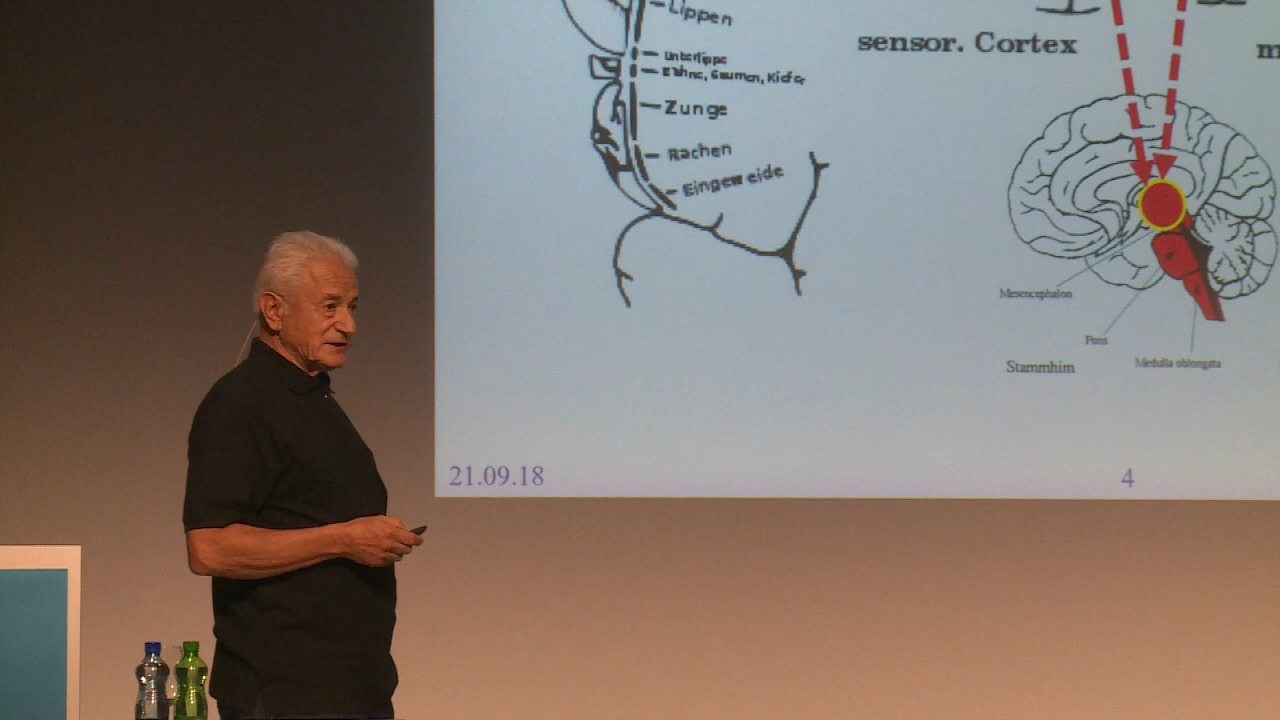 Lippen
Unterlippe
Zähne, Gaumen, Kiefer
Zunge
Rachen
Eingeweide
sensor. Cortex
m
Mesencephalon
Pons
Medulla oblongata
Stammhirn
21.09.18
4